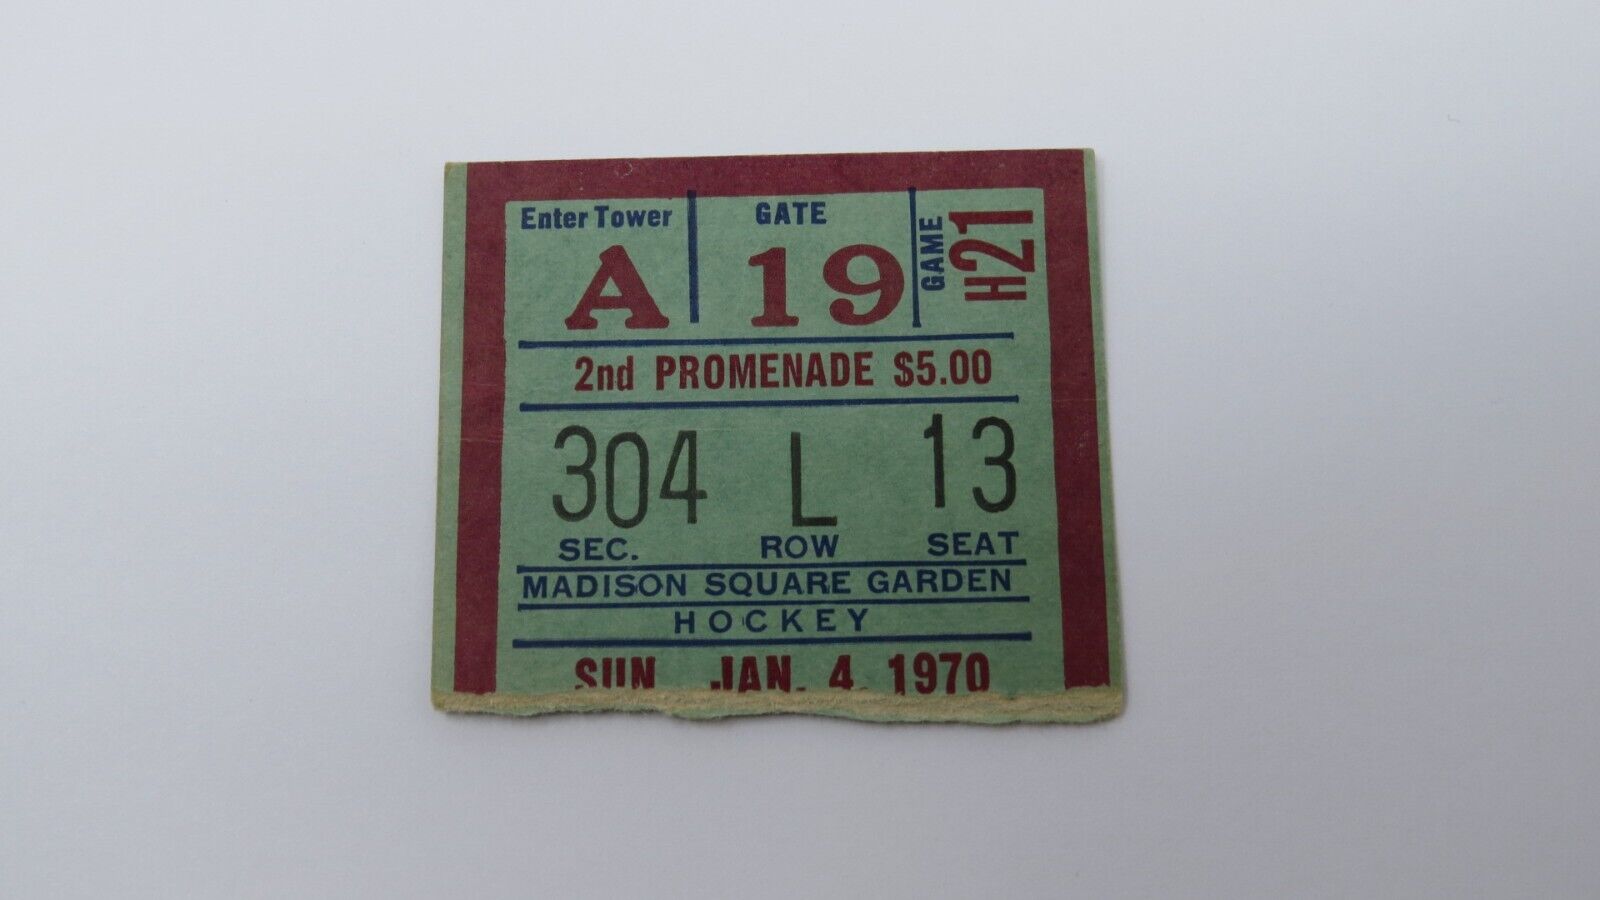 Enter Tower GATE GAME
A 19 H21
2nd PROMENADE $5.00
304 L 13
SEC. ROW SEAT
MADISON SQUARE GARDEN
HOCKEY
SUN. JAN. 4, 1970